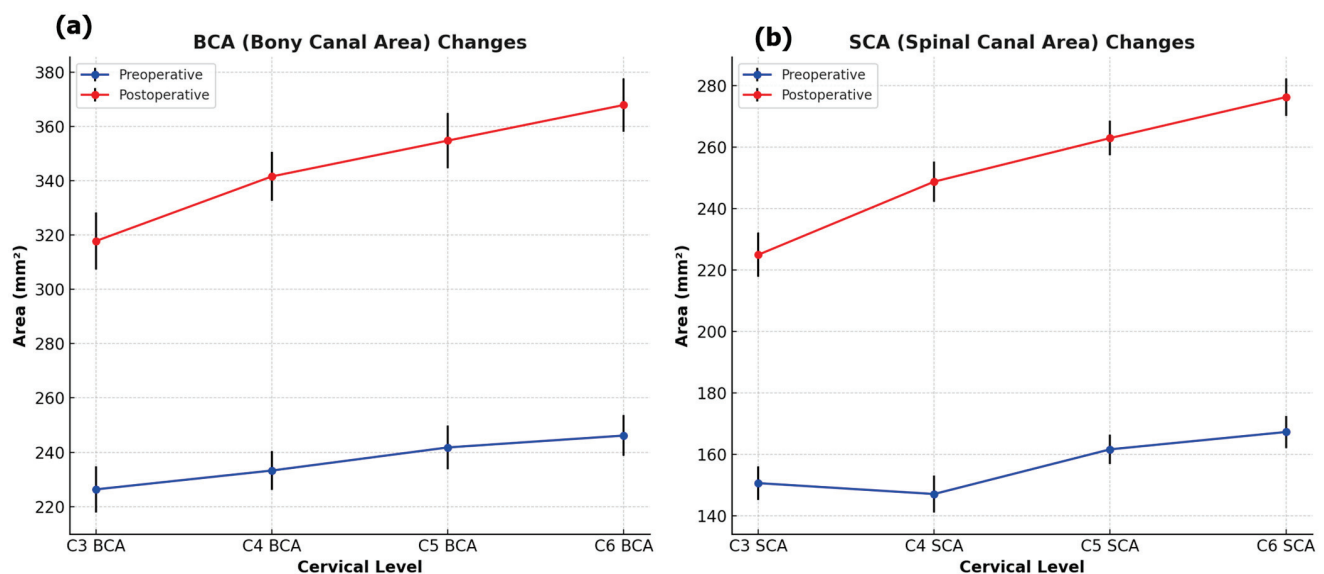 (a)
BCA (Bony Canal Area) Changes
Preoperative
Postoperative
Area (mm²)
380
360
340
320
300
280
260
240
220
C3 BCA C4 BCA C5 BCA C6 BCA
Cervical Level
(b)
SCA (Spinal Canal Area) Changes
Preoperative
Postoperative
Area (mm²)
280
260
240
220
200
180
160
140
C3 SCA C4 SCA C5 SCA C6 SCA
Cervical Level